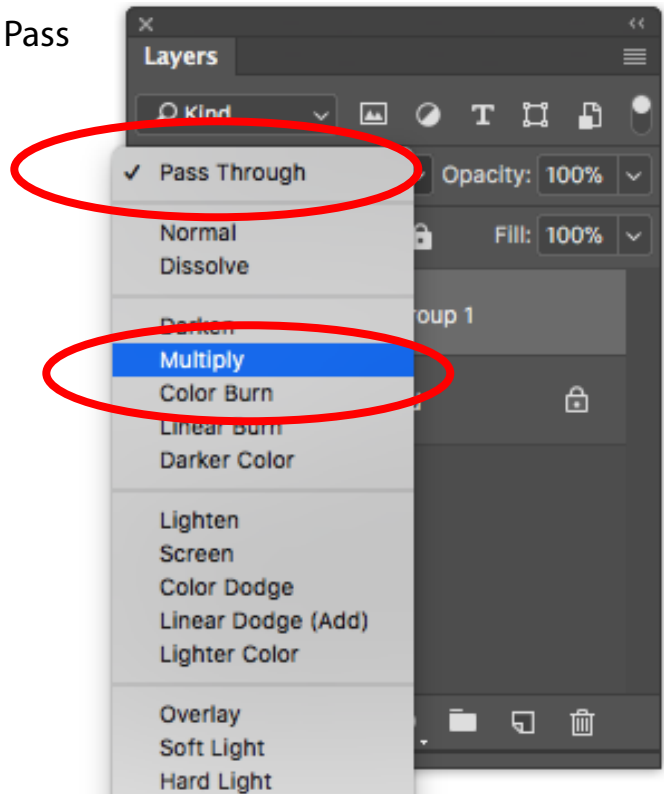 Pass
Layers
Kind
T
✓ Pass Through
Opacity: 100%
Normal
Fill: 100%
Dissolve
roup 1
Darken
Multiply
Color Burn
Linear Burn
Darker Color
Lighten
Screen
Color Dodge
Linear Dodge (Add)
Lighter Color
Overlay
Soft Light
Hard Light